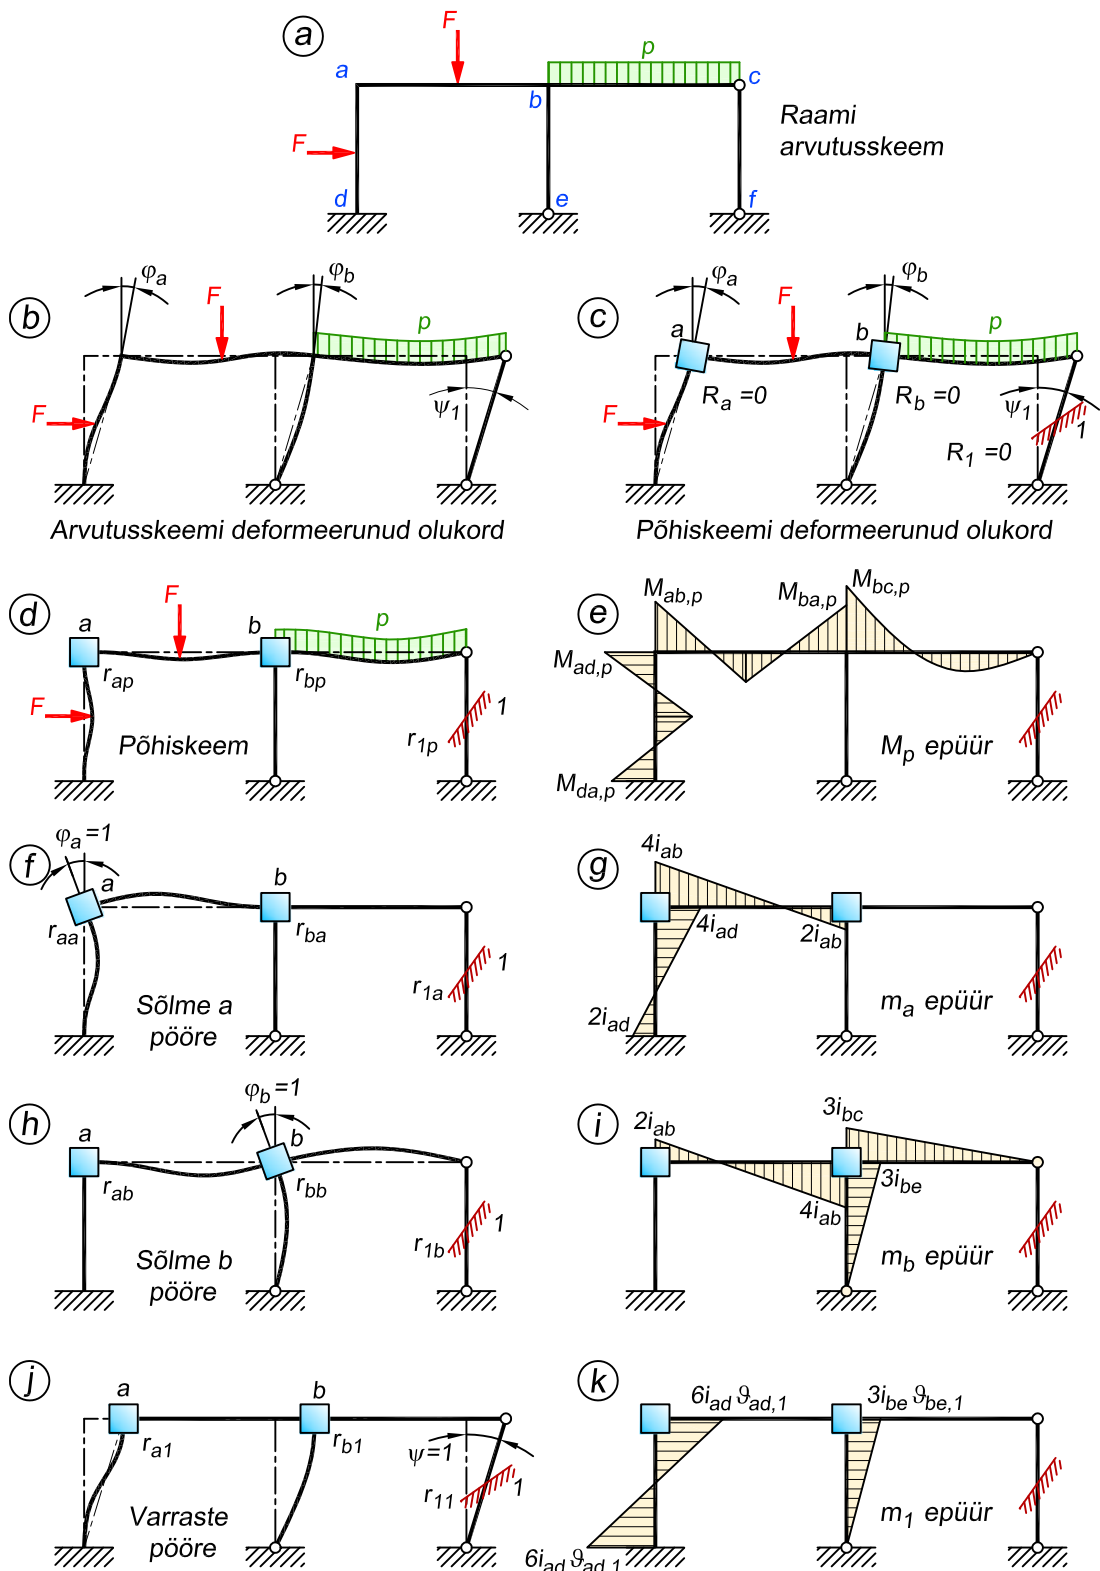 a
F
p
a
b
c
F
d
e
f
Raami
arvutusskeem
b
φa
φb
F
p
F
ψ1
Arvutusskeemi deformeerunud olukord
c
φa
φb
F
p
a
b
F
Ra =0
Rb =0
ψ1
1
R1 =0
Põhiskeemi deformeerunud olukord
d
F
p
a
b
rap
rbp
F
1
r1p
Põhiskeem
e
Mab,p
Mba,p
Mbc,p
Mad,p
Mda,p
Mp epüür
f
φa =1
a
b
raa
rba
1
r1a
Sõlme a
pööre
g
4iab
4iad
2iab
2iad
ma epüür
h
φb =1
a
b
rab
rbb
1
r1b
Sõlme b
pööre
i
2iab
3ibc
3ibe
4iab
mb epüür
j
a
b
ra1
rb1
ψ=1
r11
1
Varraste
pööre
k
6iad ϑad,1
3ibe ϑbe,1
6iad ϑad,1
m1 epüür